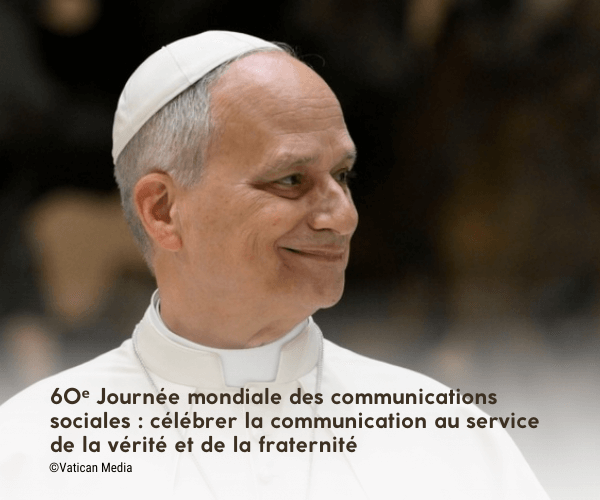 60ᵉ Journée mondiale des communications
sociales : célébrer la communication au service
de la vérité et de la fraternité
©Vatican Media